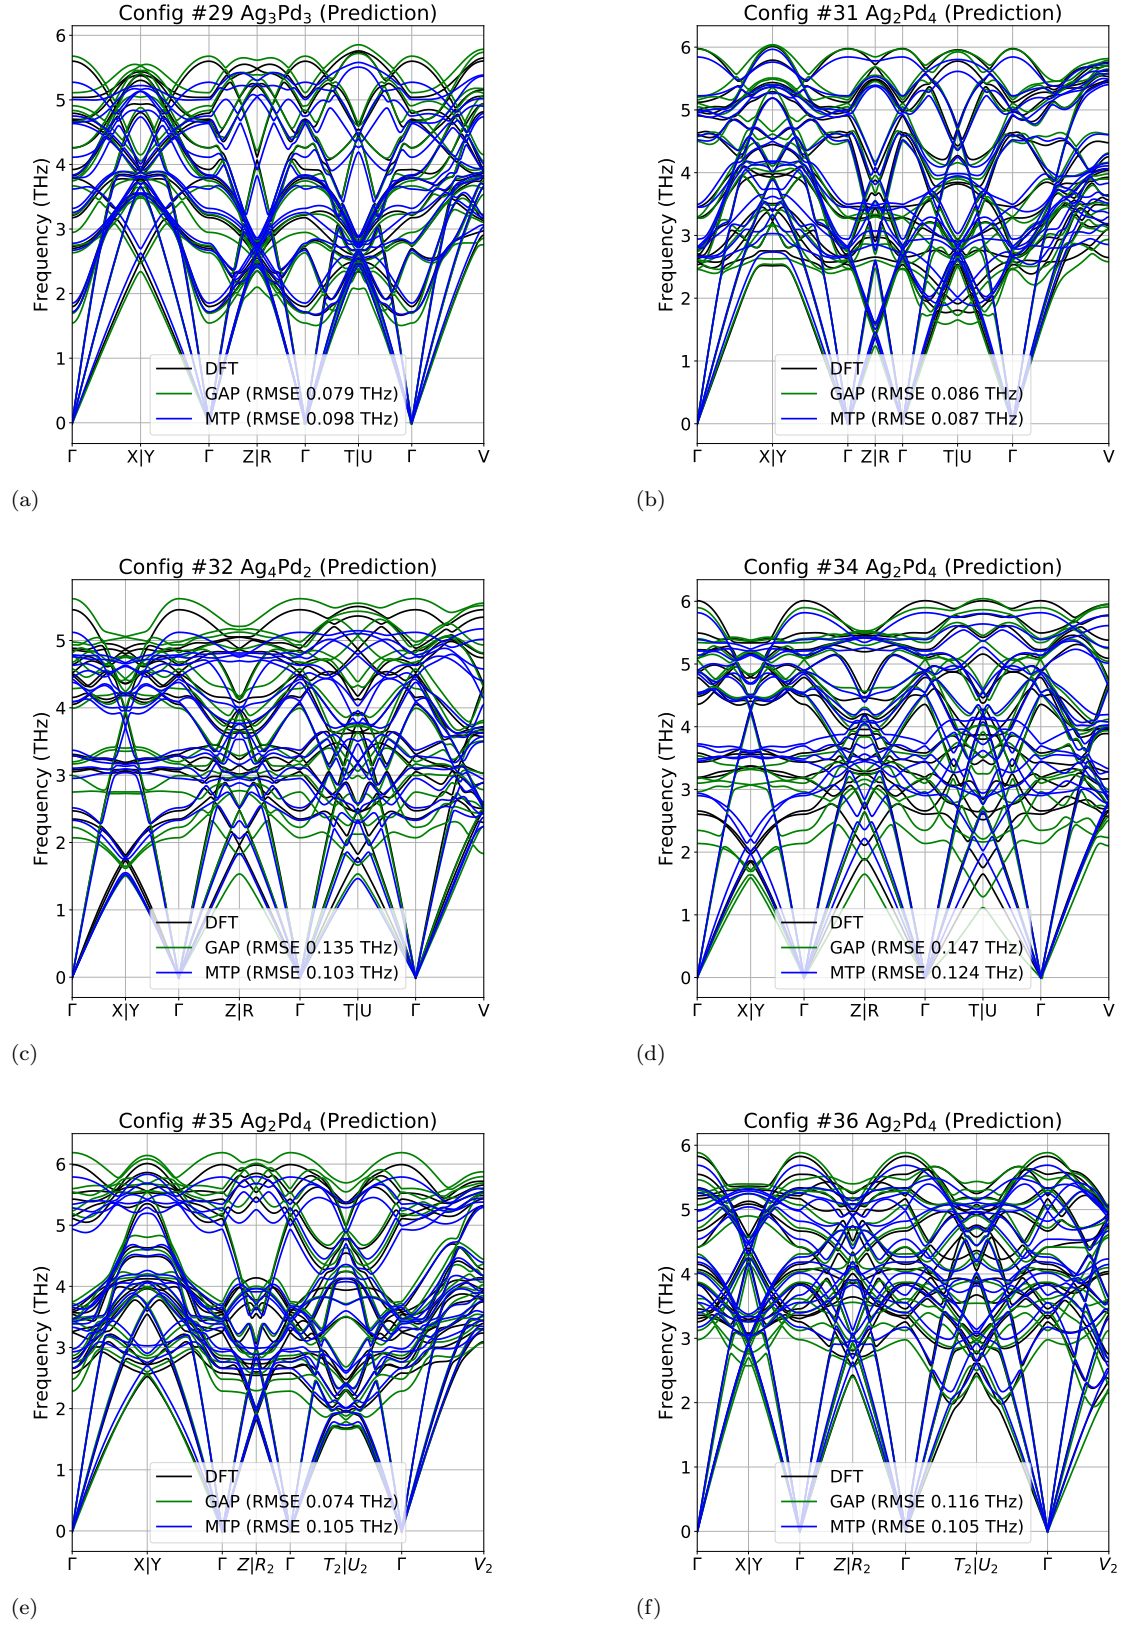 Config #29 Ag₃Pd₃ (Prediction)
Frequency (THz)
6
5
4
3
2
1
0
DFT
GAP (RMSE 0.079 THz)
MTP (RMSE 0.098 THz)
Γ X|Y Γ Z|R Γ T|U Γ V
(a)
Config #31 Ag₂Pd₄ (Prediction)
Frequency (THz)
6
5
4
3
2
1
0
DFT
GAP (RMSE 0.086 THz)
MTP (RMSE 0.087 THz)
Γ X|Y Γ Z|R Γ T|U Γ V
(b)
Config #32 Ag₄Pd₂ (Prediction)
Frequency (THz)
5
4
3
2
1
0
DFT
GAP (RMSE 0.135 THz)
MTP (RMSE 0.103 THz)
Γ X|Y Γ Z|R Γ T|U Γ V
(c)
Config #34 Ag₂Pd₄ (Prediction)
Frequency (THz)
6
5
4
3
2
1
0
DFT
GAP (RMSE 0.147 THz)
MTP (RMSE 0.124 THz)
Γ X|Y Γ Z|R Γ T|U Γ V
(d)
Config #35 Ag₂Pd₄ (Prediction)
Frequency (THz)
6
5
4
3
2
1
0
DFT
GAP (RMSE 0.074 THz)
MTP (RMSE 0.105 THz)
Γ X|Y Γ Z|R₂ Γ T₂|U₂ Γ V₂
(e)
Config #36 Ag₂Pd₄ (Prediction)
Frequency (THz)
6
5
4
3
2
1
0
DFT
GAP (RMSE 0.116 THz)
MTP (RMSE 0.105 THz)
Γ X|Y Γ Z|R₂ Γ T₂|U₂ Γ V₂
(f)